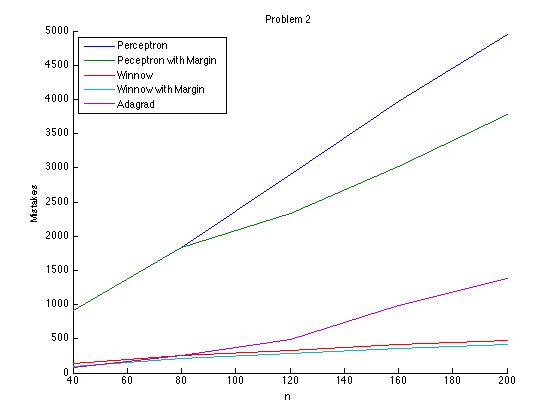 Problem 2
Perceptron
Peceptron with Margin
Winnow
Winnow with Margin
Adagrad
5000
4500
4000
3500
3000
2500
2000
1500
1000
500
0
Mistakes
40 60 80 100 120 140 160 180 200
n